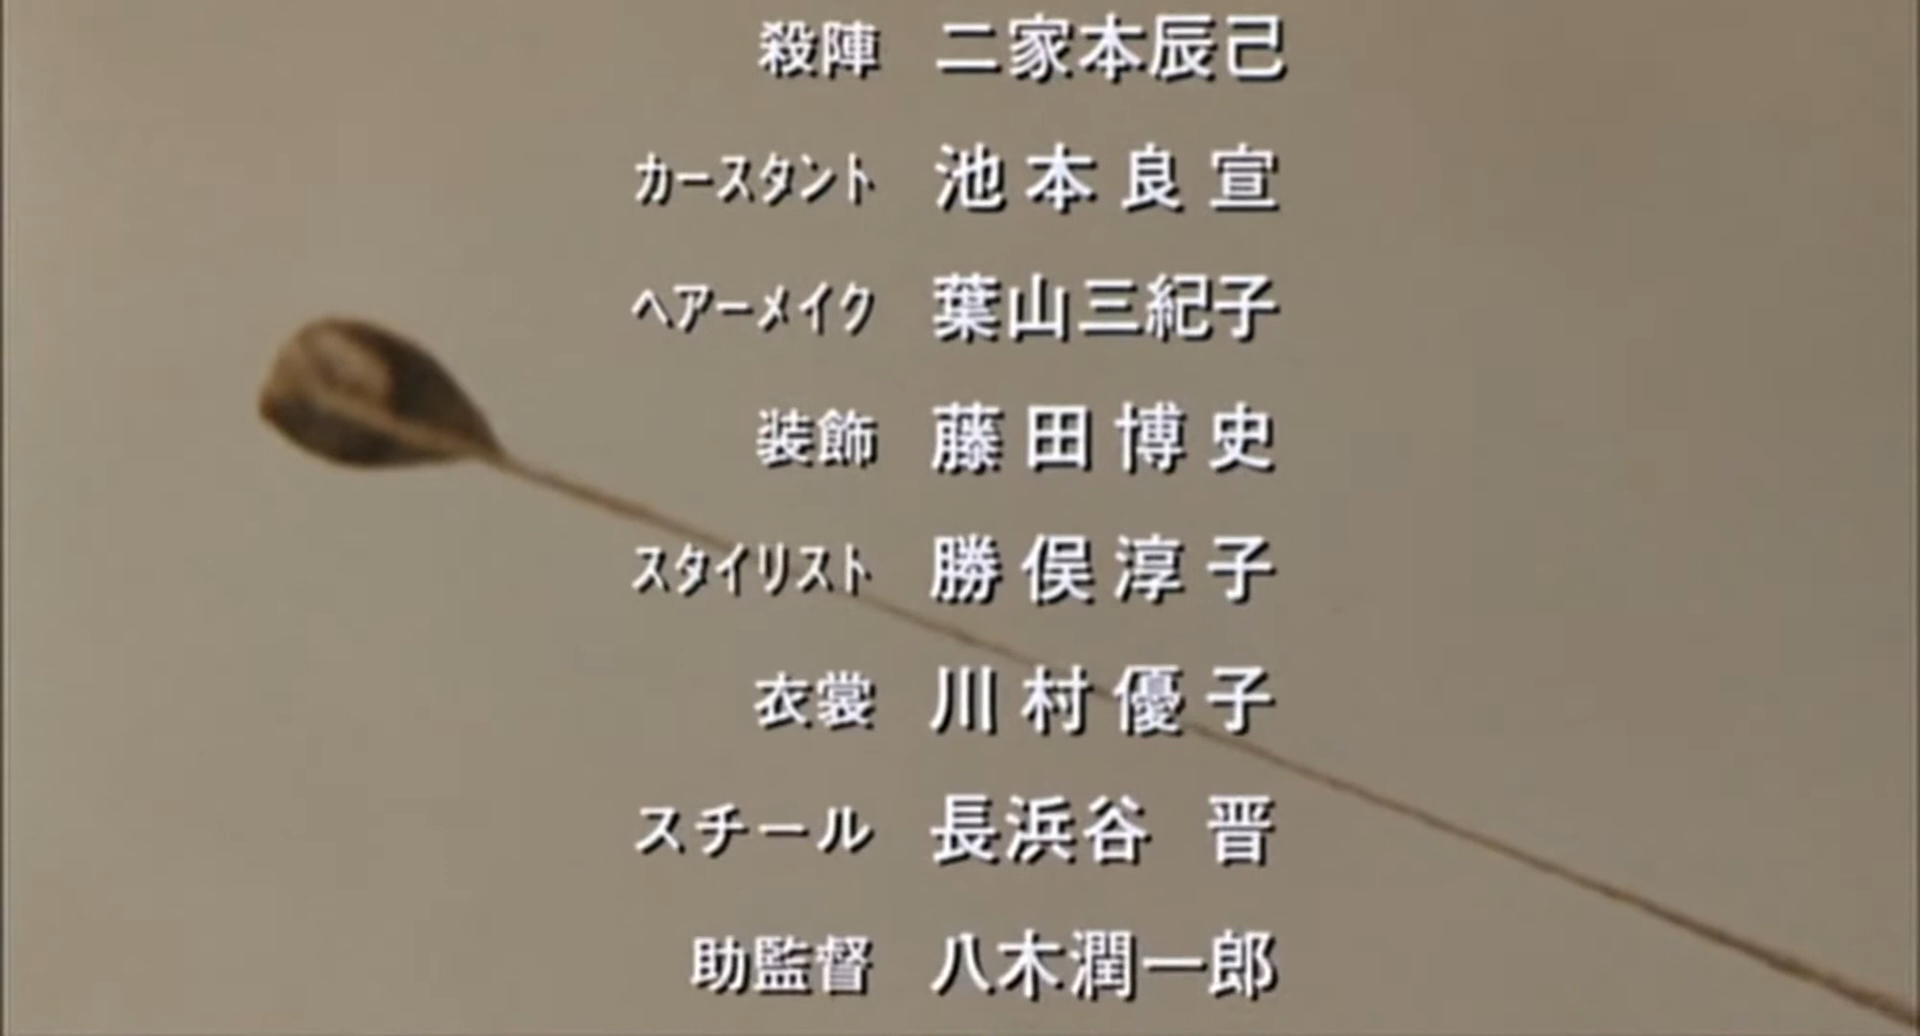 殺陣 二家本辰己
カースタント 池本良宣
ヘアーメイク 葉山三紀子
装飾 藤田博史
スタイリスト 勝俣淳子
衣裳 川村優子
スチール 長浜谷 晋
助監督 八木潤一郎